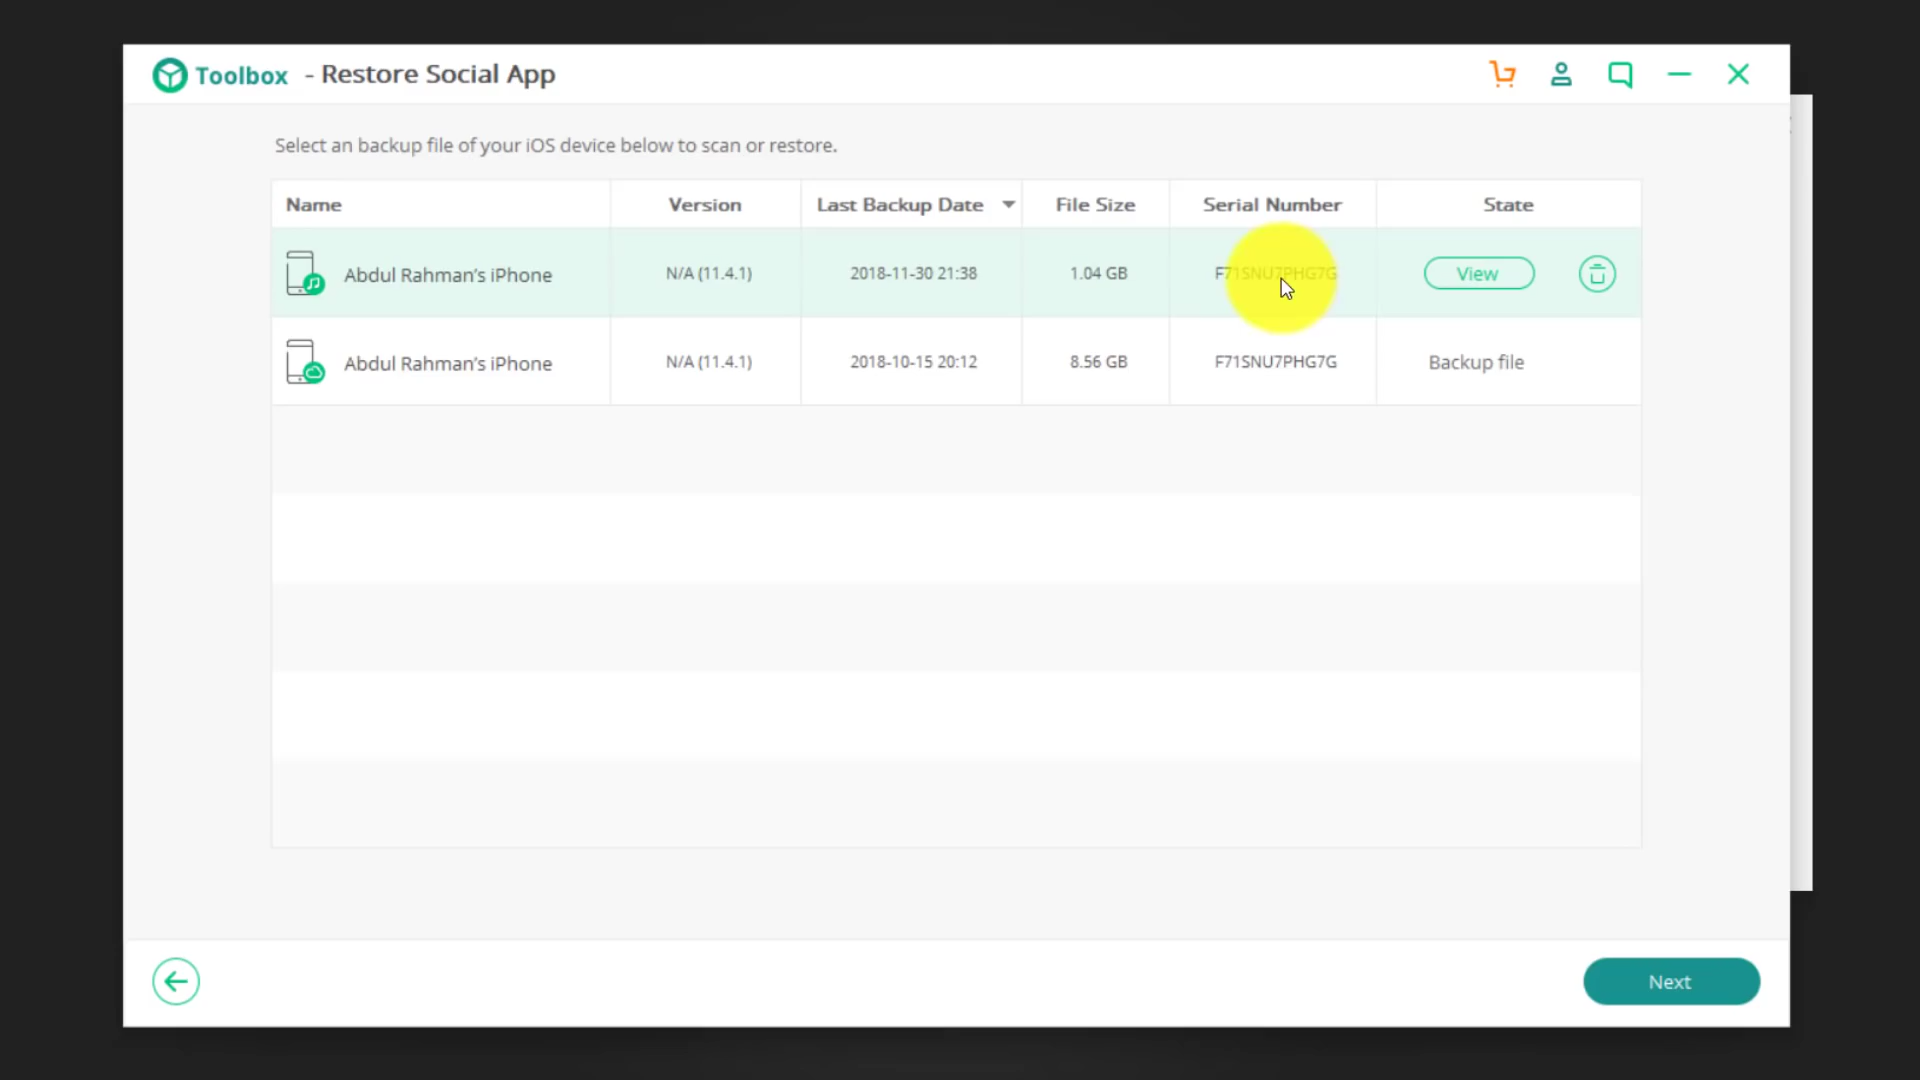 Toolbox - Restore Social App
Select an backup file of your iOS device below to scan or restore.
Name Version Last Backup Date File Size Serial Number State
Abdul Rahman's iPhone N/A (11.4.1) 2018-11-30 21:38 1.04 GB F71SNU7PHG7G View
Abdul Rahman's iPhone N/A (11.4.1) 2018-10-15 20:12 8.56 GB F71SNU7PHG7G Backup file
Next